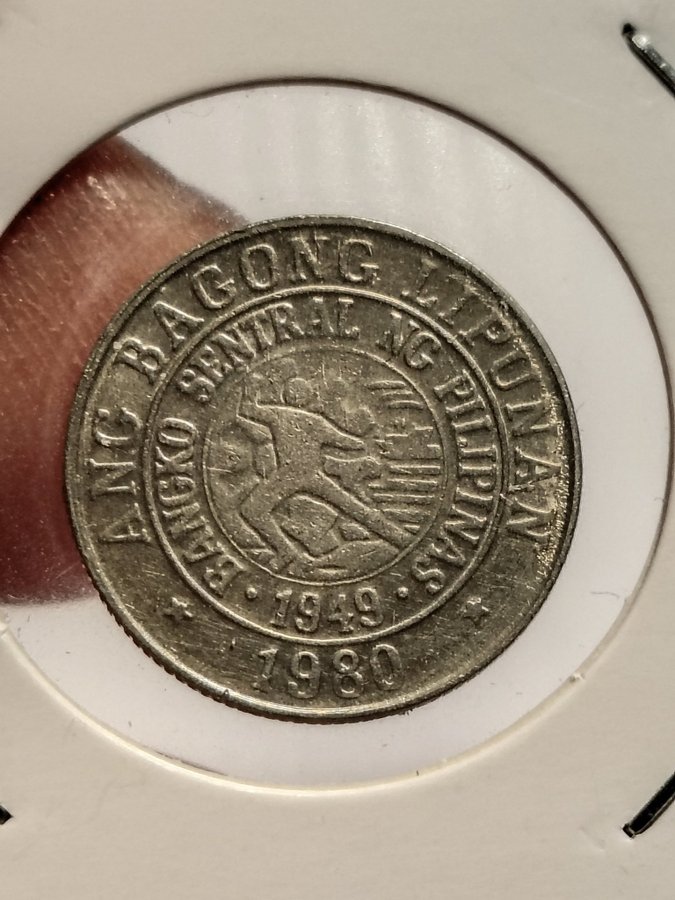 ANG BAGONG LIPUNAN
BANGKO SENTRAL NG PILIPINAS
1949
1980